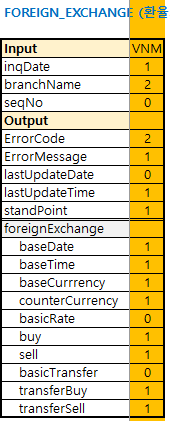 FOREIGN_EXCHANGE (환율
Input VNM
inqDate 1
branchName 2
seqNo 0
Output
ErrorCode 2
ErrorMessage 1
lastUpdateDate 0
lastUpdateTime 1
standPoint 1
foreignExchange
baseDate 1
baseTime 1
baseCurrrency 1
counterCurrency 1
basicRate 0
buy 1
sell 1
basicTransfer 0
transferBuy 1
transferSell 1